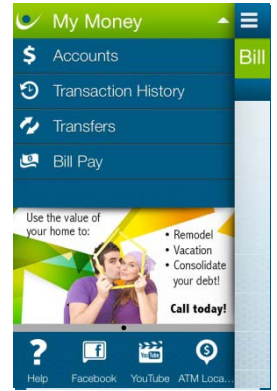 My Money
$ Accounts
Bill
Transaction History
Transfers
Bill Pay
Use the value of
your home to:
• Remodel
• Vacation
• Consolidate
your debt!
Call today!
Help
Facebook
YouTube
ATM Loca...